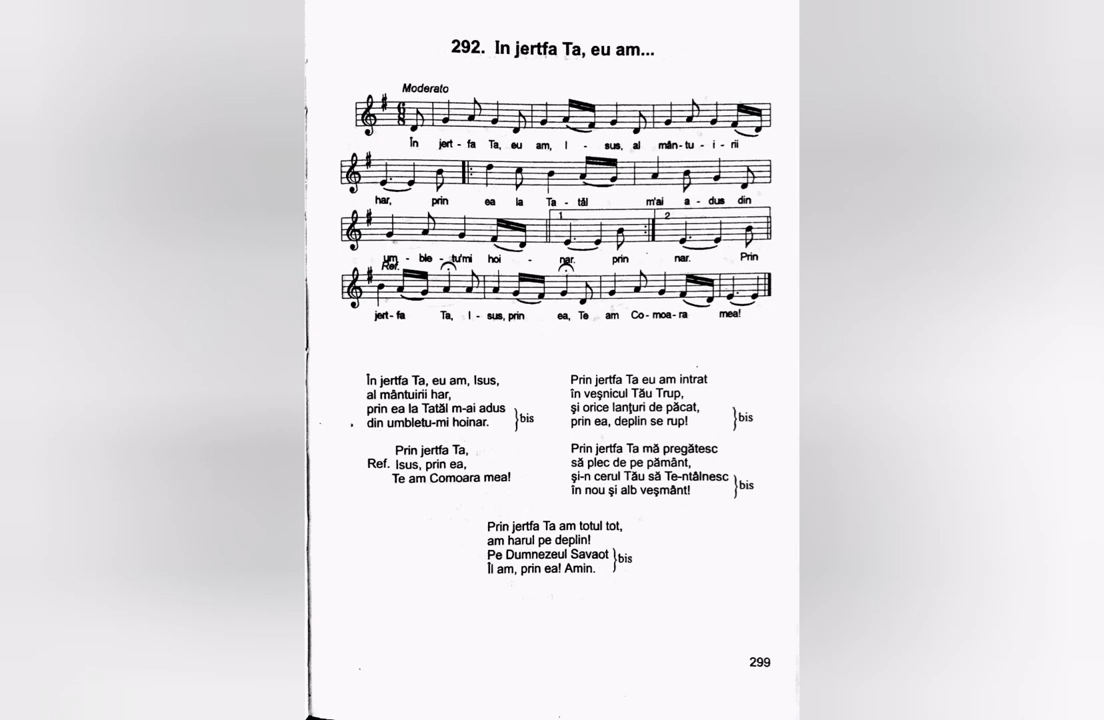 292. In jertfa Ta, eu am...
Moderato
În jert - fa Ta, eu am, I - sus, al mân - tu - i - rii
har, prin ea la Ta - tăl m'ai a - dus din
1 2
um - ble - tu'mi hoi - nar. prin nar. Prin
Ref.
jert - fa Ta, I - sus, prin ea, Te am Co - moa - ra mea!
În jertfa Ta, eu am, Isus,
al mântuirii har,
prin ea la Tatăl m-ai adus
din umbletu-mi hoinar. bis
Prin jertfa Ta,
Ref. Isus, prin ea,
Te am Comoara mea!
Prin jertfa Ta eu am intrat
în veşnicul Tău Trup,
şi orice lanţuri de păcat,
prin ea, deplin se rup! bis
Prin jertfa Ta mă pregătesc
să plec de pe pământ,
şi-n cerul Tău să Te-ntâlnesc
în nou şi alb veşmânt! bis
Prin jertfa Ta am totul tot,
am harul pe deplin!
Pe Dumnezeul Savaot
Îl am, prin ea! Amin. bis
299